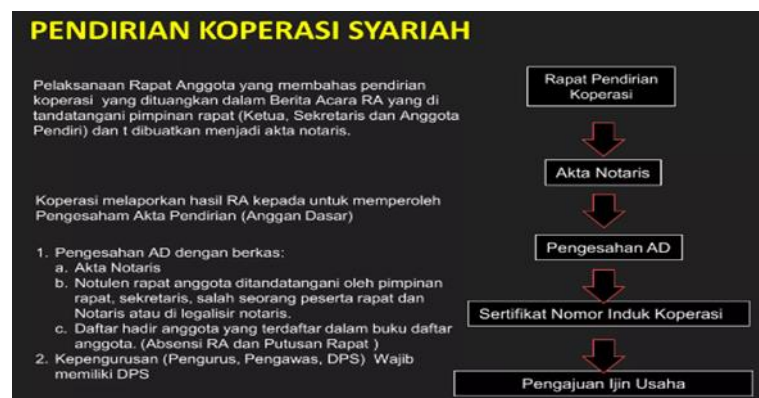 PENDIRIAN KOPERASI SYARIAH
Pelaksanaan Rapat Anggota yang membahas pendirian
koperasi yang dituangkan dalam Berita Acara RA yang di
tandatangani pimpinan rapat (Ketua, Sekretaris dan Anggota
Pendiri) dan t dibuatkan menjadi akta notaris.
Koperasi melaporkan hasil RA kepada untuk memperoleh
Pengesaham Akta Pendirian (Anggan Dasar)
1. Pengesahan AD dengan berkas:
a. Akta Notaris
b. Notulen rapat anggota ditandatangani oleh pimpinan
rapat, sekretaris, salah seorang peserta rapat dan
Notaris atau di legalisir notaris.
c. Daftar hadir anggota yang terdaftar dalam buku daftar
anggota. (Absensi RA dan Putusan Rapat )
2. Kepengurusan (Pengurus, Pengawas, DPS) Wajib
memiliki DPS
Rapat Pendirian
Koperasi
Akta Notaris
Pengesahan AD
Sertifikat Nomor Induk Koperasi
Pengajuan Ijin Usaha